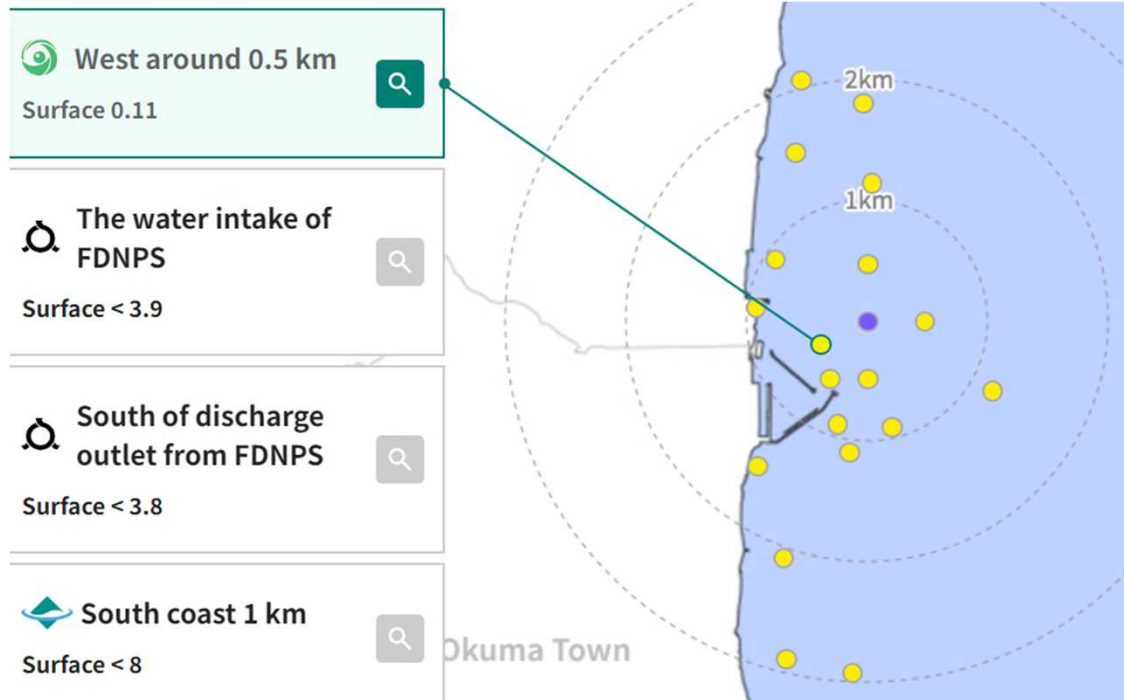 West around 0.5 km
Surface 0.11
The water intake of
FDNPS
Surface < 3.9
South of discharge
outlet from FDNPS
Surface < 3.8
South coast 1 km
Surface < 8
2km
1km
Okuma Town